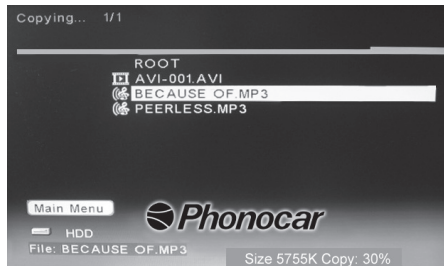 Copying... 1/1
ROOT
AVI-001.AVI
BECAUSE OF.MP3
PEERLESS.MP3
Main Menu
Phonocar
HDD
File: BECAUSE OF.MP3
Size 5755K Copy: 30%